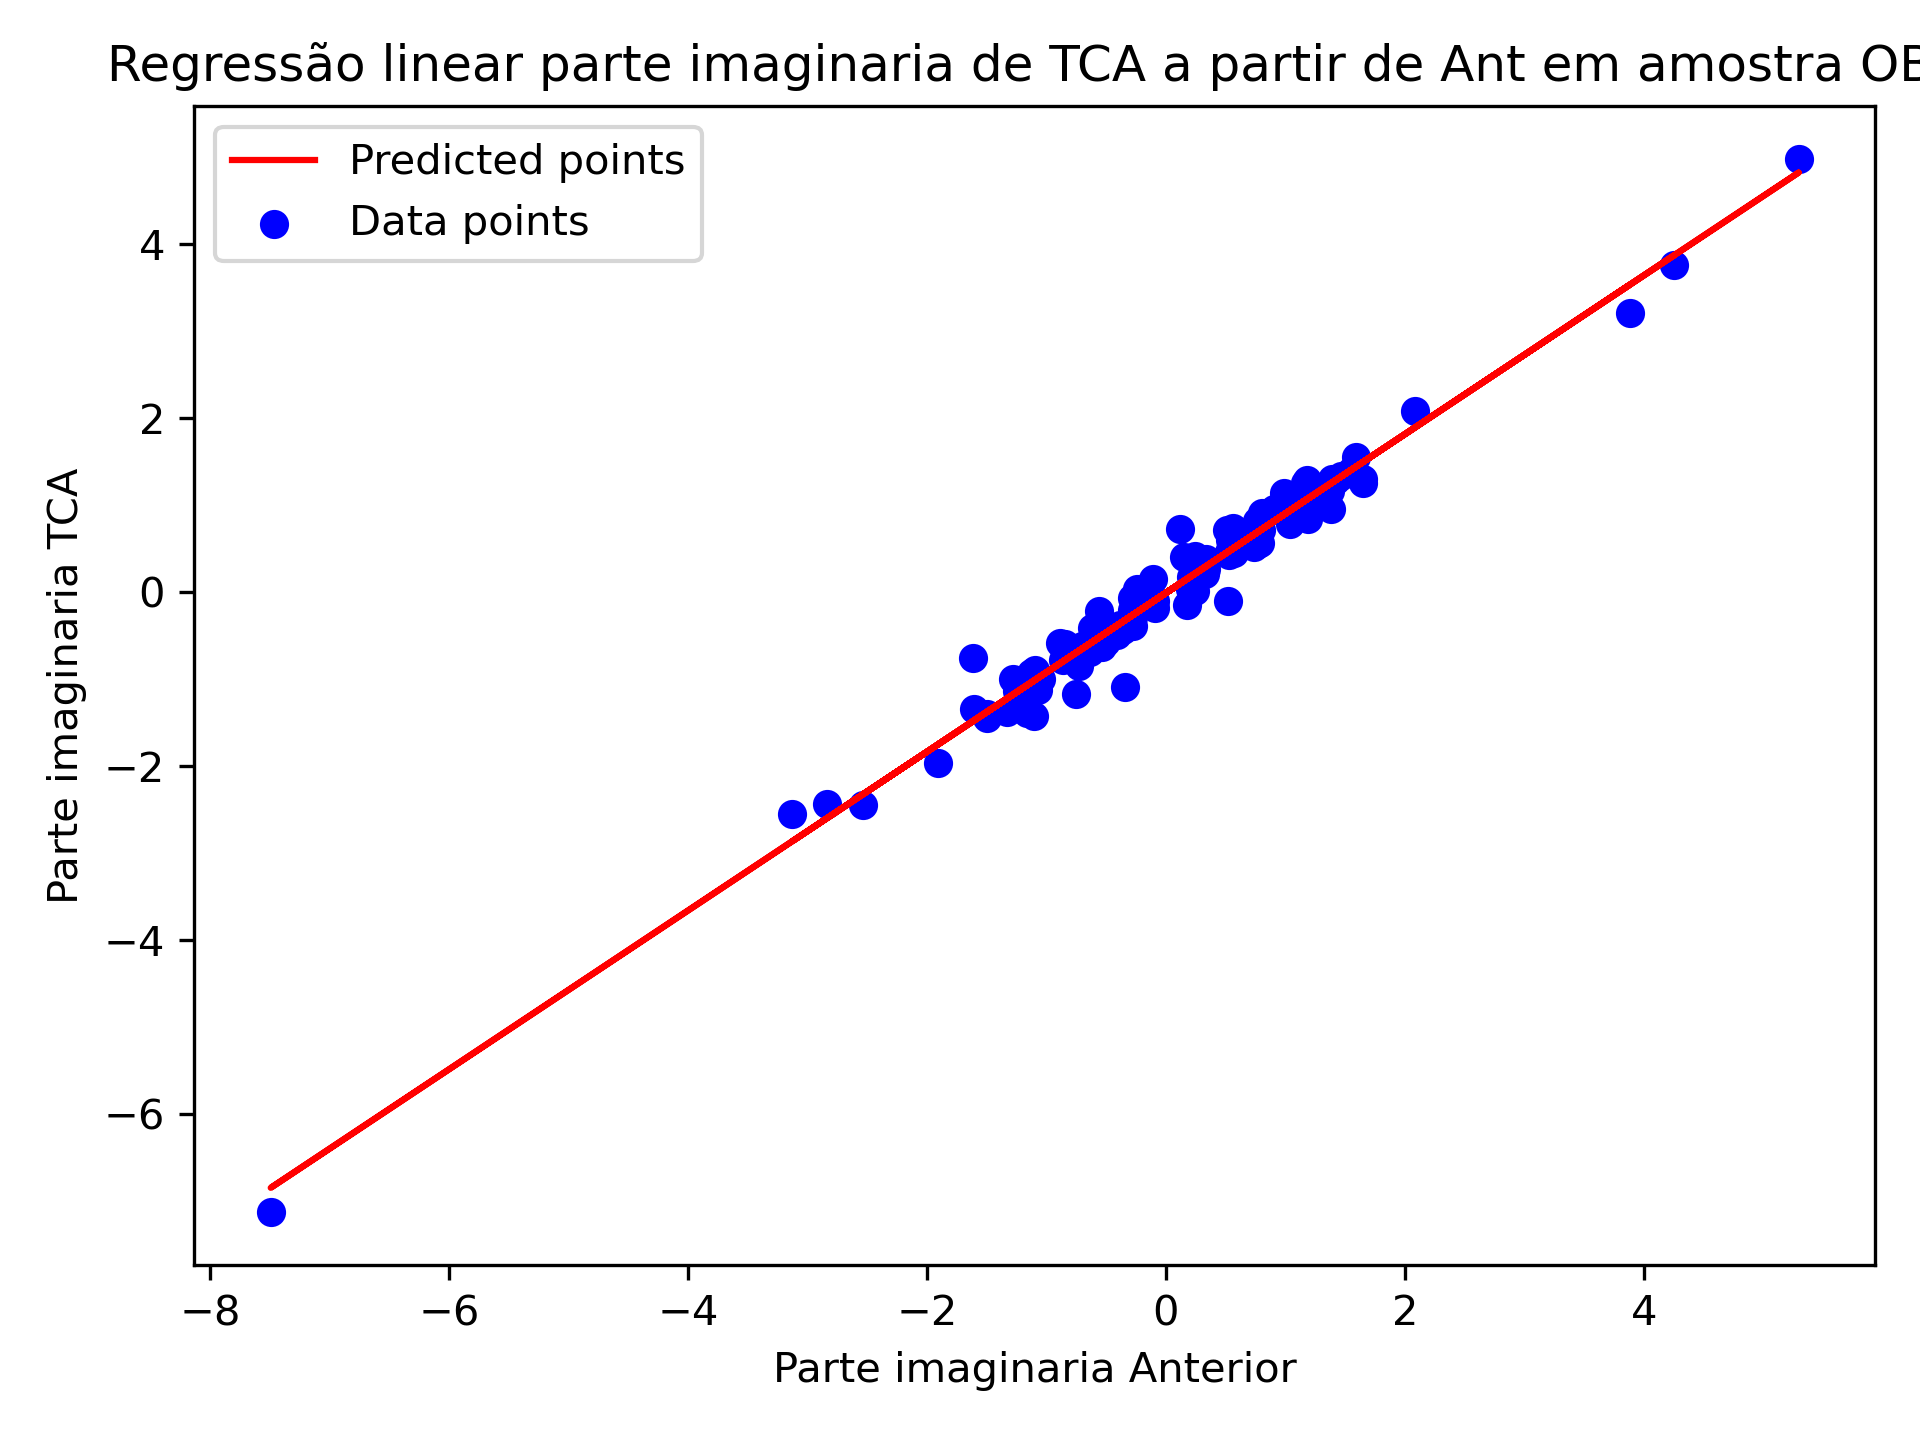 Regressão linear parte imaginaria de TCA a partir de Ant em amostra
Predicted points
Data points
4
2
0
−2
−4
−6
Parte imaginaria TCA
−8 −6 −4 −2 0 2 4
Parte imaginaria Anterior